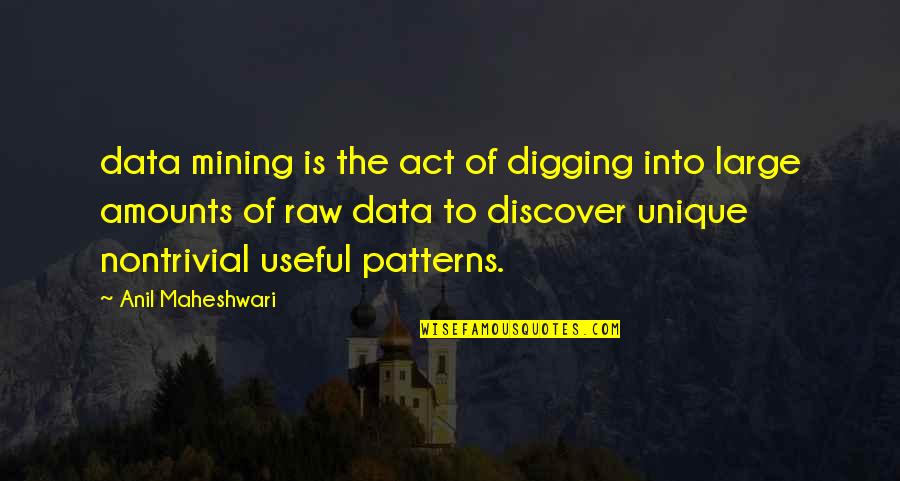 data mining is the act of digging into large
amounts of raw data to discover unique
nontrivial useful patterns.
~ Anil Maheshwari
WISEFAMOUSQUOTES.COM